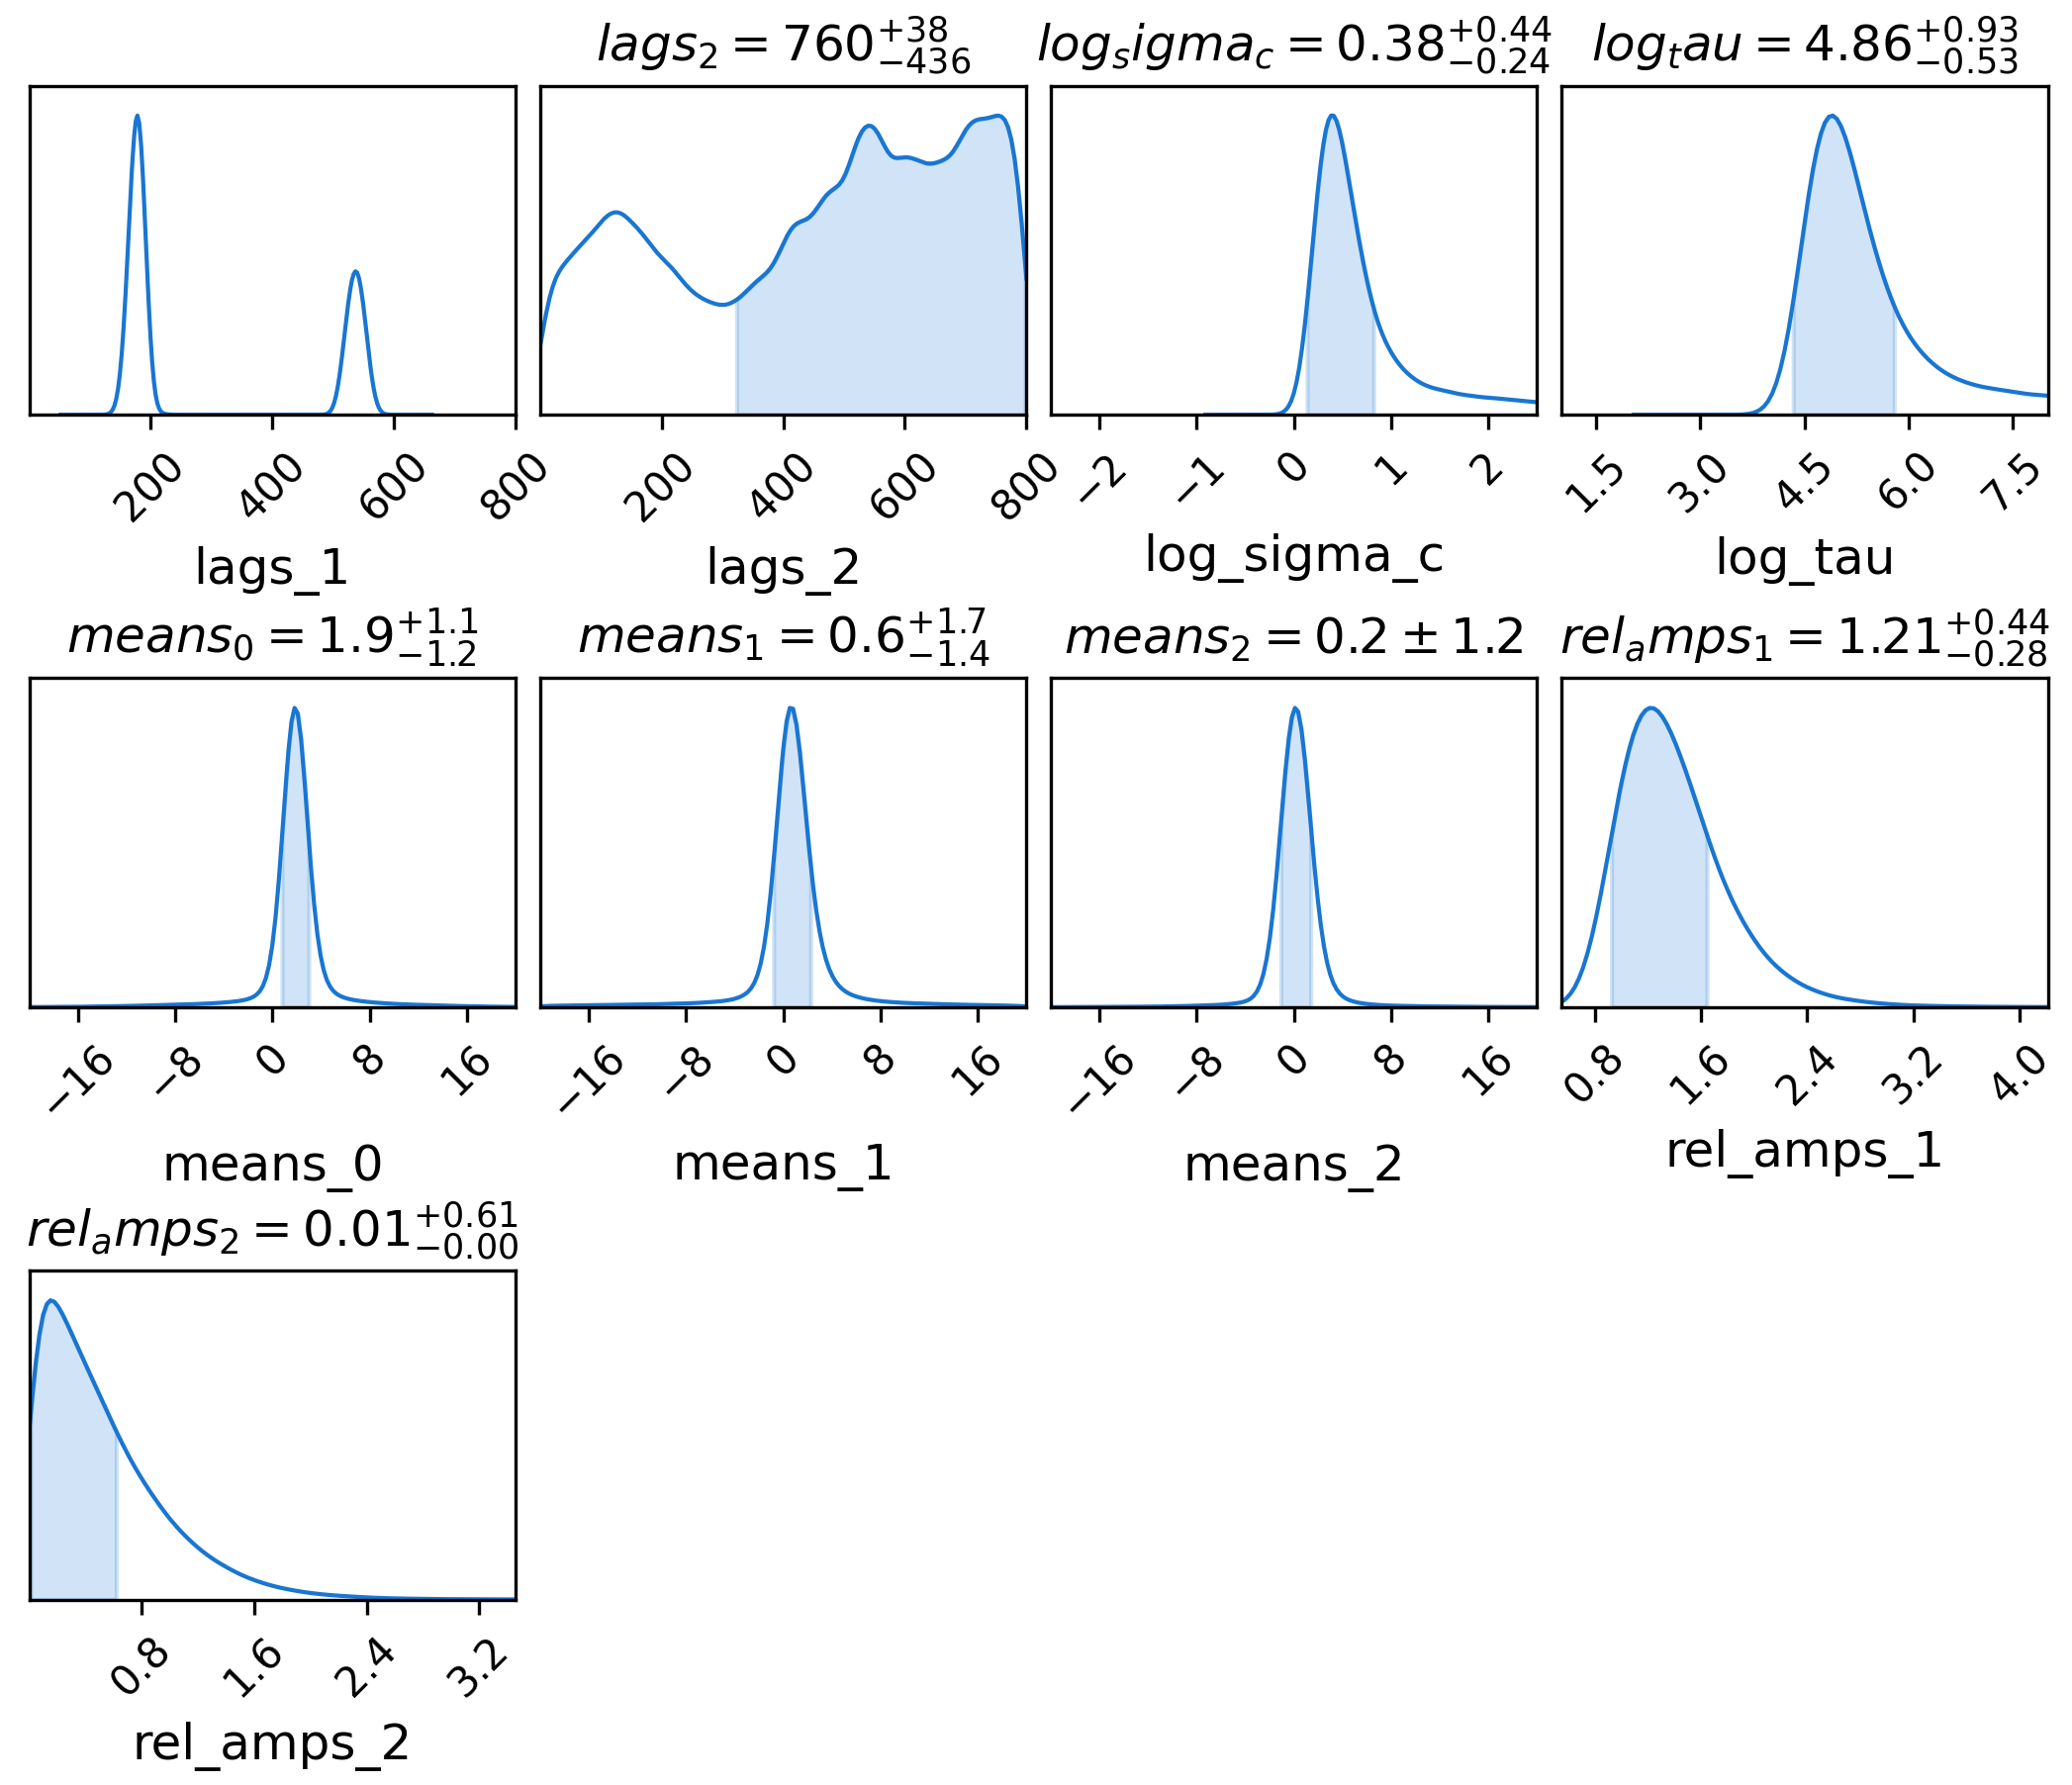 lags₂ = 760⁺³⁸₋₄₃₆ logₛigma_c = 0.38⁺⁰·⁴⁴₋₀.₂₄ logₜau = 4.86⁺⁰·⁹³₋₀.₅₃
200 400 600 800 200 400 600 800 −2 −1 0 1 2 1.5 3.0 4.5 6.0 7.5
lags_1 lags_2 log_sigma_c log_tau
means₀ = 1.9⁺¹·¹₋₁.₂ means₁ = 0.6⁺¹·⁷₋₁.₄ means₂ = 0.2 ± 1.2 relₐmps₁ = 1.21⁺⁰·⁴⁴₋₀.₂₈
−16 −8 0 8 16 −16 −8 0 8 16 −16 −8 0 8 16 0.8 1.6 2.4 3.2 4.0
means_0 means_1 means_2 rel_amps_1
relₐmps₂ = 0.01⁺⁰·⁶¹₋₀.₀₀
0.8 1.6 2.4 3.2
rel_amps_2